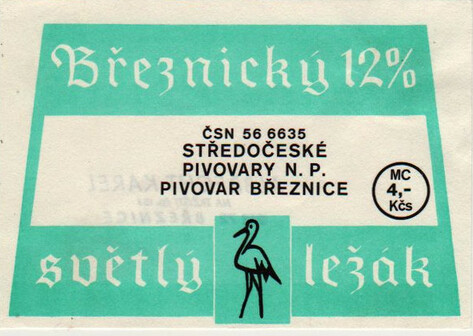 Březnický 12%
ČSN 56 6635
STŘEDOČESKÉ
PIVOVARY N. P.
PIVOVAR BŘEZNICE
MC
4,-
Kčs
světlý ležák